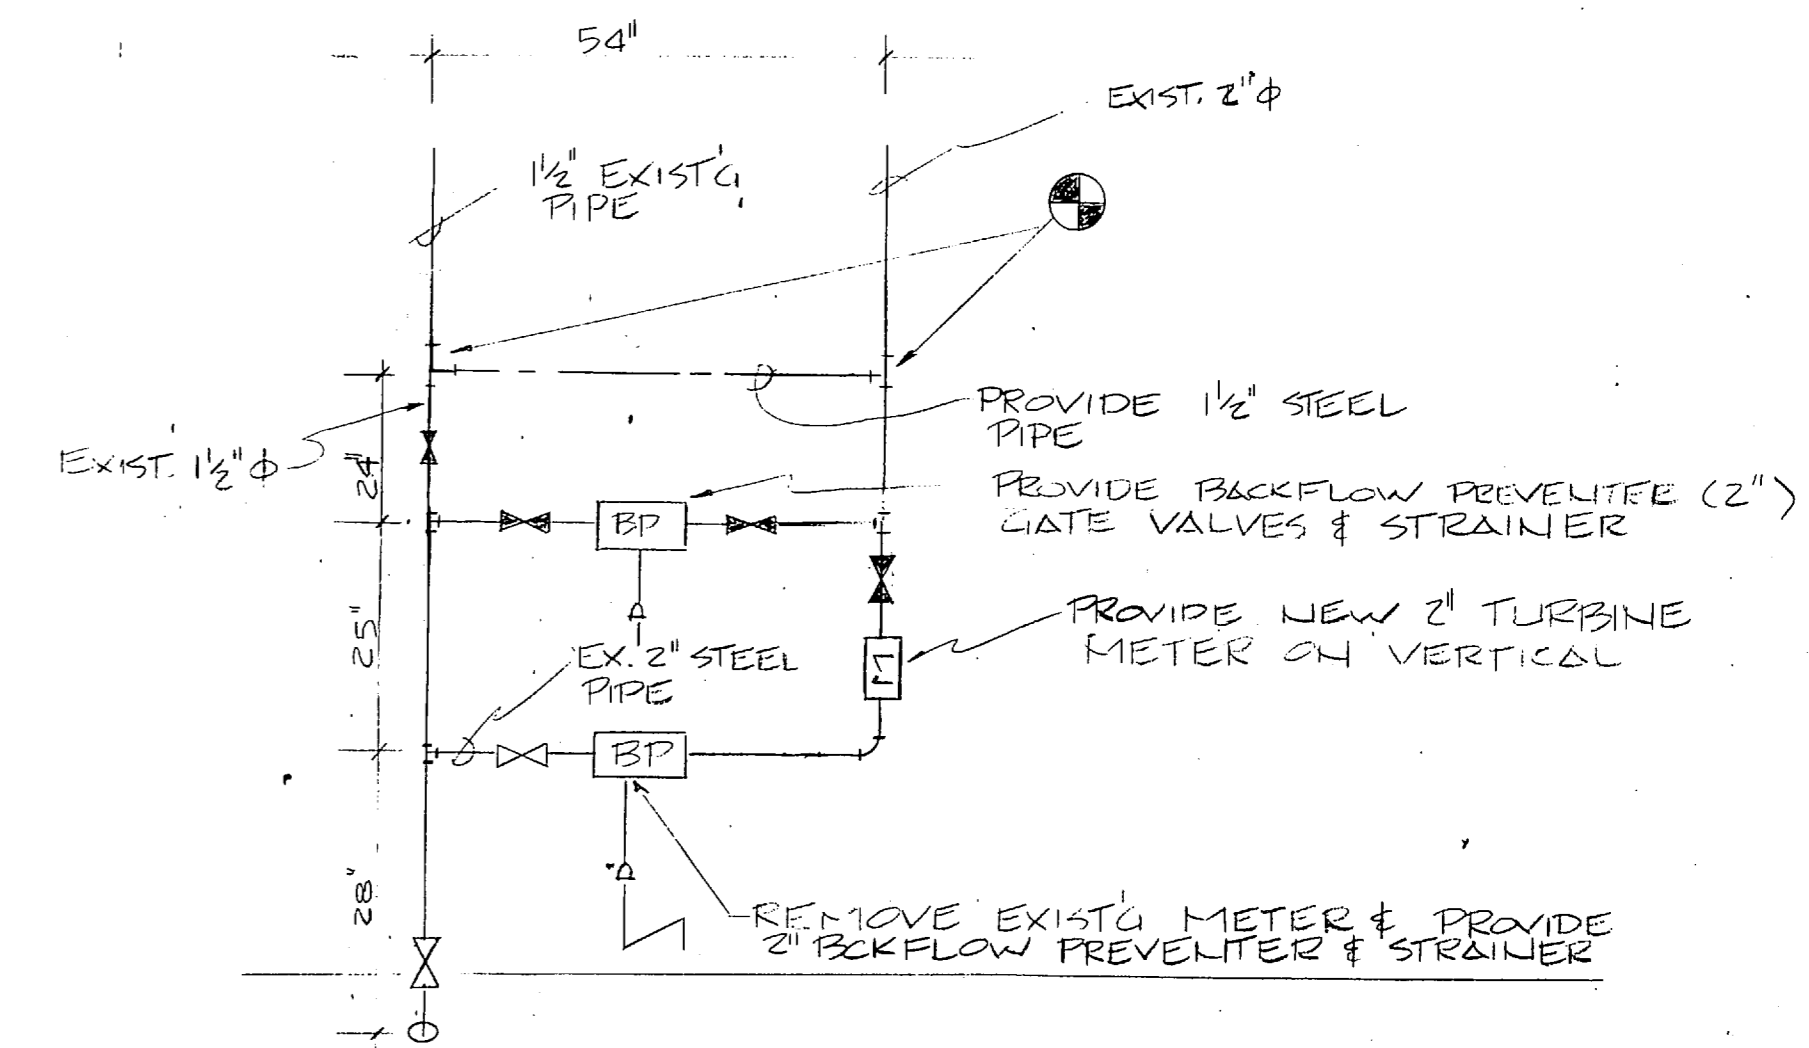 54"
EXIST. 2"Φ
1½" EXIST'G
PIPE
PROVIDE 1½" STEEL
PIPE
EXIST. 1½"Φ
24"
PROVIDE BACKFLOW PREVENTER (2")
GATE VALVES & STRAINER
BP
25"
PROVIDE NEW 2" TURBINE
METER ON VERTICAL
M
EX. 2" STEEL
PIPE
BP
28"
REMOVE EXIST'G METER & PROVIDE
2" BCKFLOW PREVENTER & STRAINER